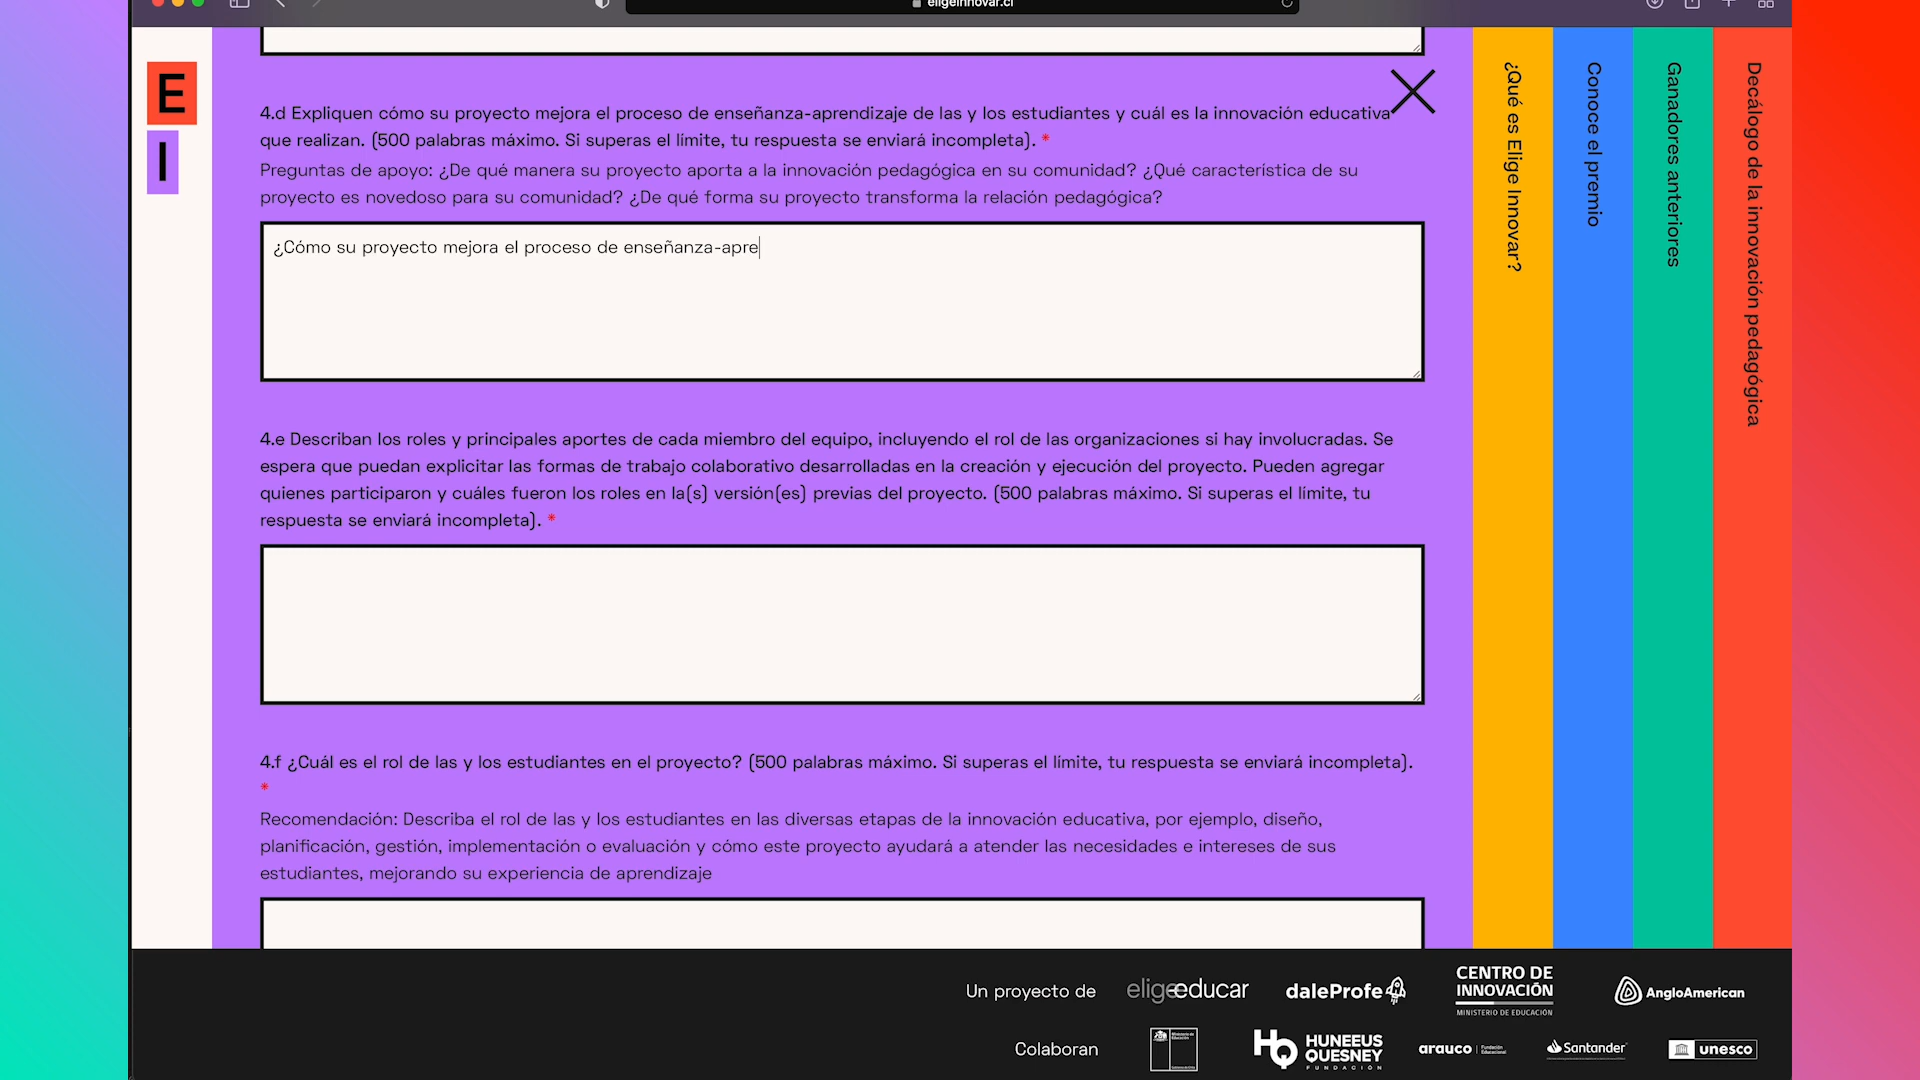 eligeinnovar.cl
E
I
4.d Expliquen cómo su proyecto mejora el proceso de enseñanza-aprendizaje de las y los estudiantes y cuál es la innovación educativa
que realizan. (500 palabras máximo. Si superas el límite, tu respuesta se enviará incompleta). *
Preguntas de apoyo: ¿De qué manera su proyecto aporta a la innovación pedagógica en su comunidad? ¿Qué característica de su
proyecto es novedoso para su comunidad? ¿De qué forma su proyecto transforma la relación pedagógica?
¿Cómo su proyecto mejora el proceso de enseñanza-apre
4.e Describan los roles y principales aportes de cada miembro del equipo, incluyendo el rol de las organizaciones si hay involucradas. Se
espera que puedan explicitar las formas de trabajo colaborativo desarrolladas en la creación y ejecución del proyecto. Pueden agregar
quienes participaron y cuáles fueron los roles en la(s) versión(es) previas del proyecto. (500 palabras máximo. Si superas el límite, tu
respuesta se enviará incompleta). *
4.f ¿Cuál es el rol de las y los estudiantes en el proyecto? (500 palabras máximo. Si superas el límite, tu respuesta se enviará incompleta).
*
Recomendación: Describa el rol de las y los estudiantes en las diversas etapas de la innovación educativa, por ejemplo, diseño,
planificación, gestión, implementación o evaluación y cómo este proyecto ayudará a atender las necesidades e intereses de sus
estudiantes, mejorando su experiencia de aprendizaje
¿Qué es Elige Innovar?
Conoce el premio
Ganadores anteriores
Decálogo de la innovación pedagógica
Un proyecto de
eligeeducar
daleProfe
CENTRO DE
INNOVACIÓN
MINISTERIO DE EDUCACIÓN
AngloAmerican
Colaboran
HQ
HUNEEUS
QUESNEY
FUNDACIÓN
arauco
Fundación
Educacional
Santander
unesco